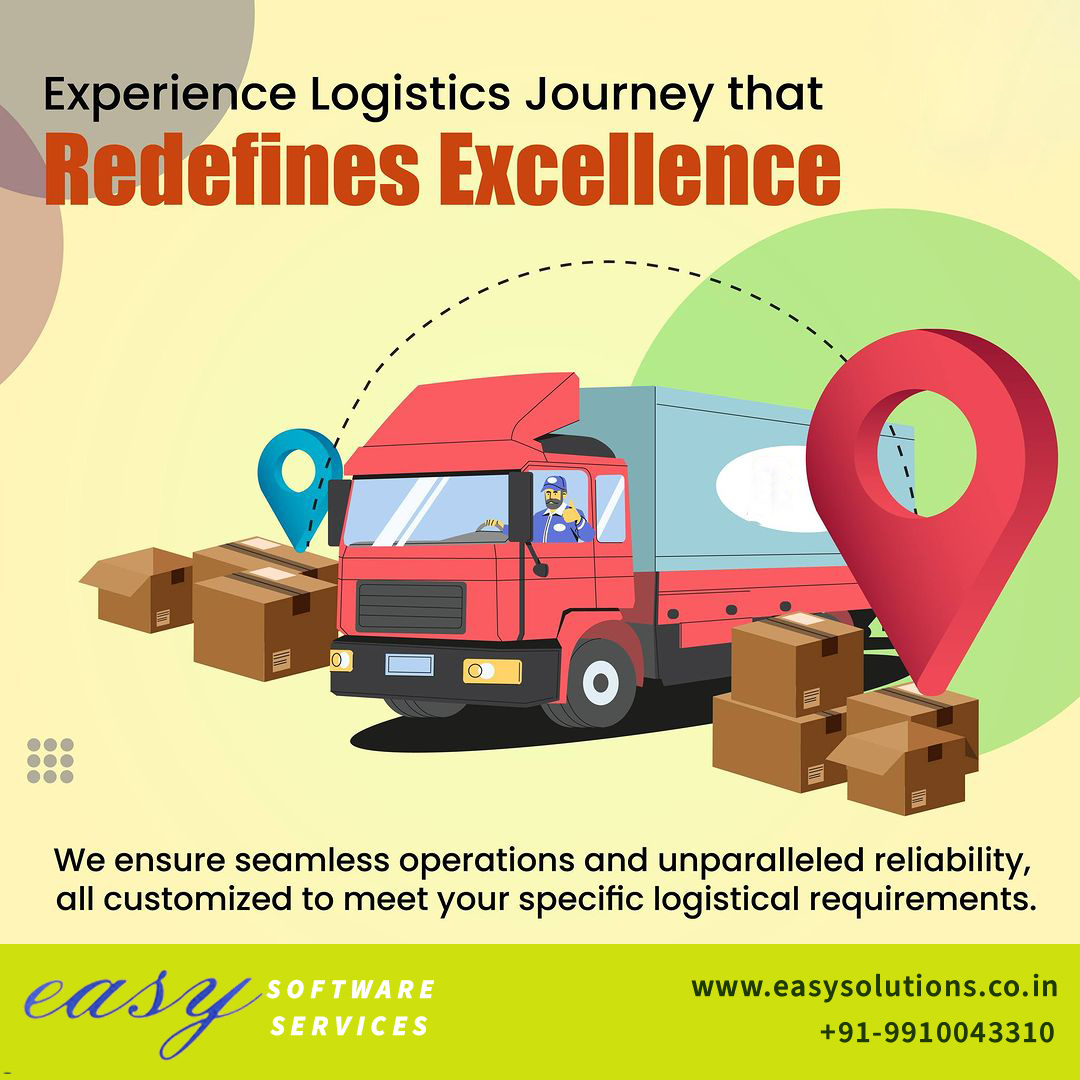 Experience Logistics Journey that
Redefines Excellence
We ensure seamless operations and unparalleled reliability,
all customized to meet your specific logistical requirements.
easy SOFTWARE
SERVICES
www.easysolutions.co.in
+91-9910043310